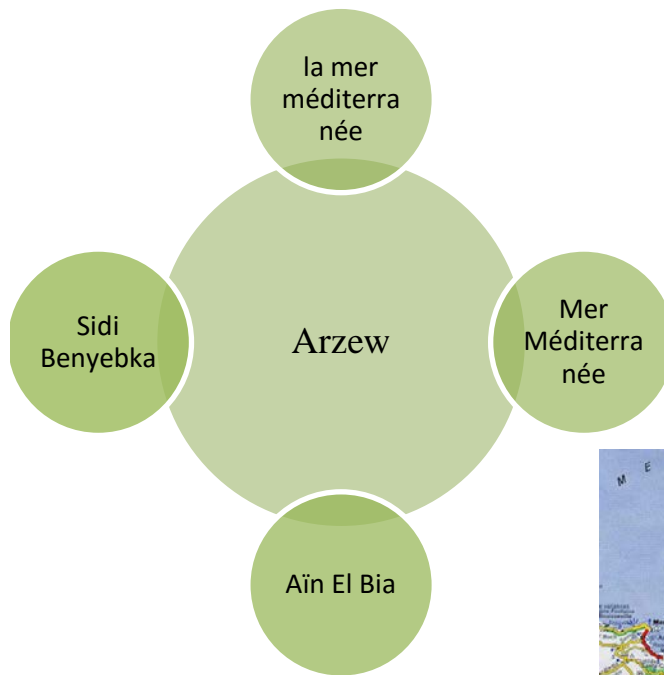 la mer
méditerra
née
Sidi
Benyebka
Arzew
Mer
Méditerra
née
Aïn El Bia
M E